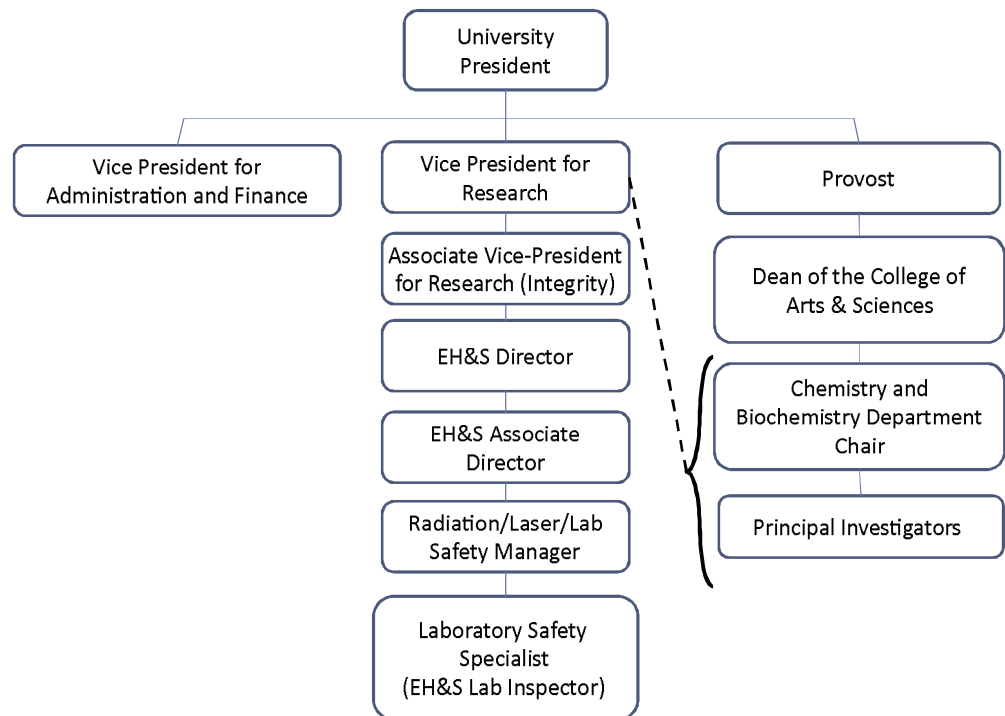 University
President
Vice President for
Administration and Finance
Vice President for
Research
Provost
Associate Vice-President
for Research (Integrity)
Dean of the College of
Arts & Sciences
EH&S Director
Chemistry and
Biochemistry Department
Chair
EH&S Associate
Director
Radiation/Laser/Lab
Safety Manager
Principal Investigators
Laboratory Safety
Specialist
(EH&S Lab Inspector)